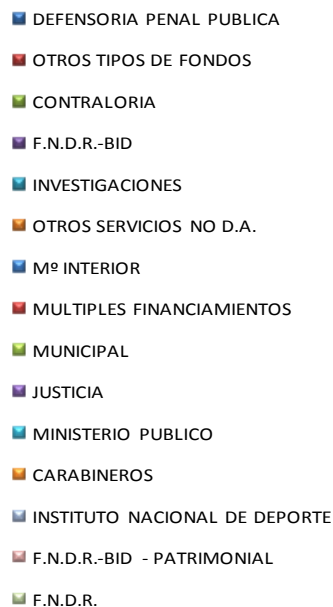 DEFENSORIA PENAL PUBLICA
OTROS TIPOS DE FONDOS
CONTRALORIA
F.N.D.R.-BID
INVESTIGACIONES
OTROS SERVICIOS NO D.A.
Mº INTERIOR
MULTIPLES FINANCIAMIENTOS
MUNICIPAL
JUSTICIA
MINISTERIO PUBLICO
CARABINEROS
INSTITUTO NACIONAL DE DEPORTE
F.N.D.R.-BID - PATRIMONIAL
F.N.D.R.